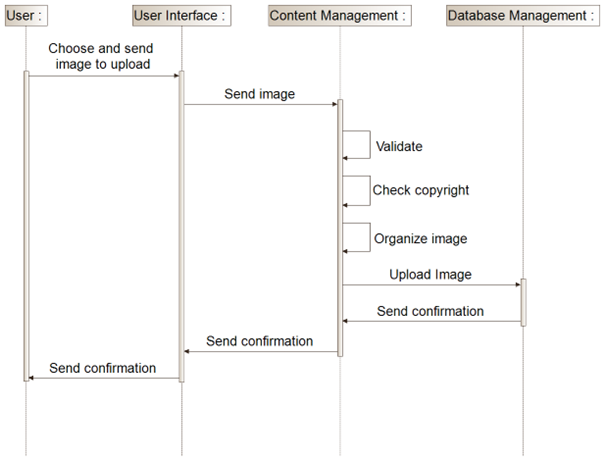 User :
User Interface :
Content Management :
Database Management :
Choose and send
image to upload
Send image
Validate
Check copyright
Organize image
Upload Image
Send confirmation
Send confirmation
Send confirmation